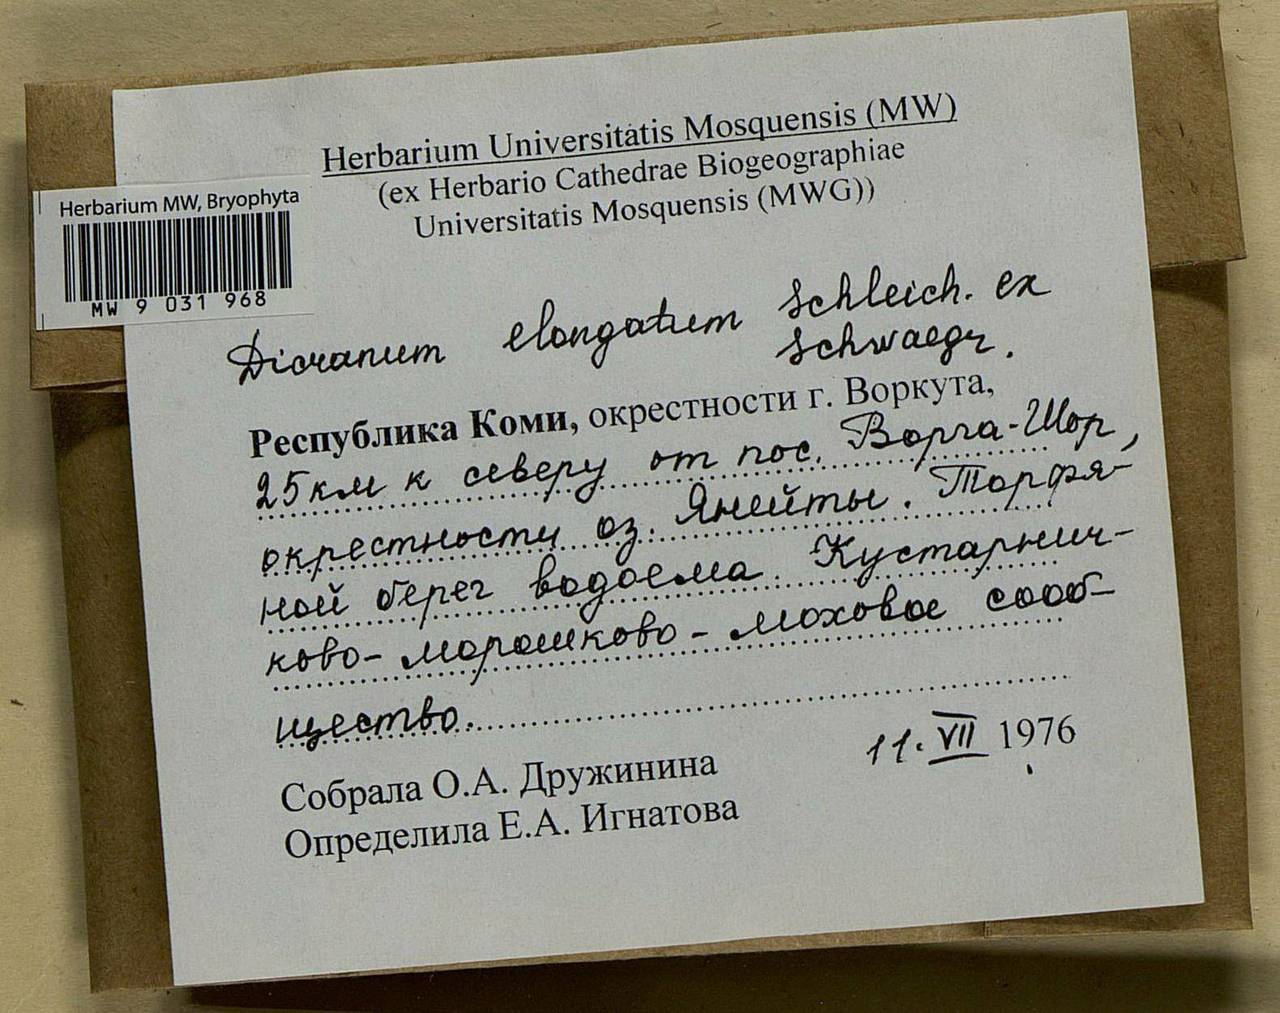 Herbarium Universitatis Mosquensis (MW)
(ex Herbario Cathedrae Biogeographiae
Universitatis Mosquensis (MWG))
Herbarium MW, Bryophyta
MW 9 031 968
Dicranum elongatum Schleich. ex
Schwaegr.
Республика Коми, окрестности г. Воркута,
25км к северу от пос. Ворга-Шор,
окрестности оз. Янейты. Торфя-
ной берег водоема. Кустарнич-
ково-морошково-моховое сооб-
щество.
11. VII 1976
Собрала О.А. Дружинина
Определила Е.А. Игнатова